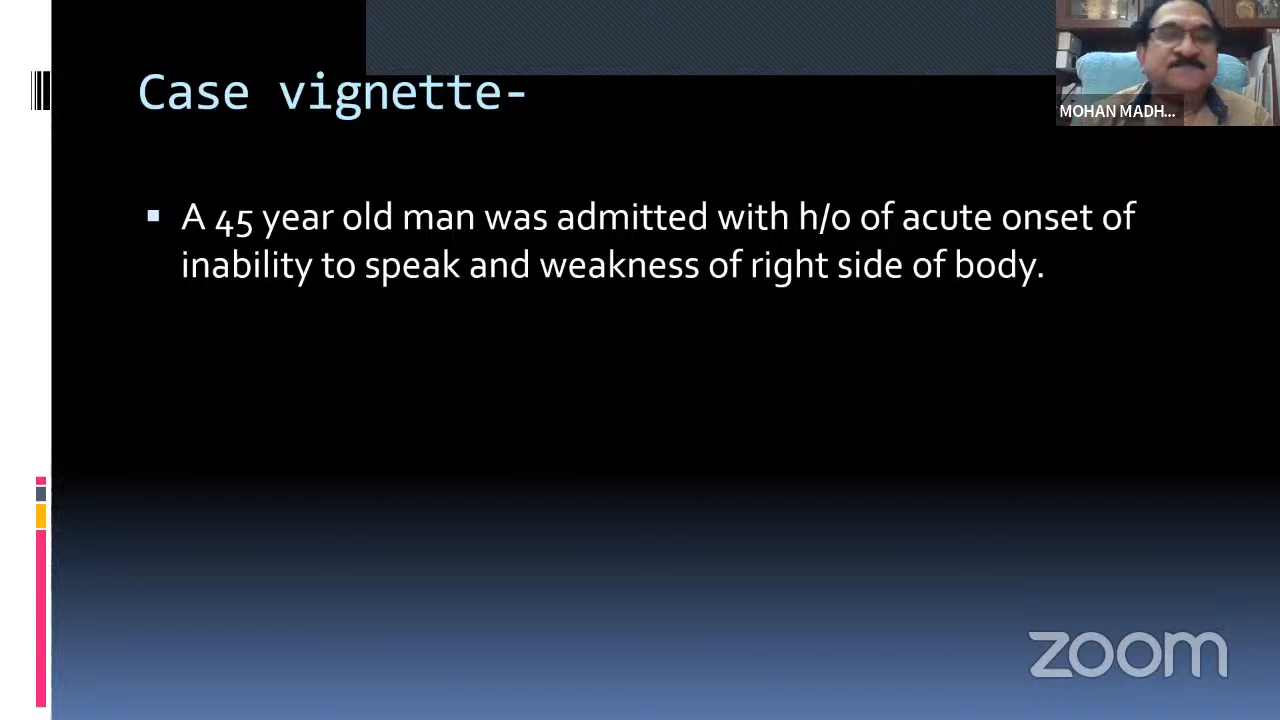 Case vignette-
MOHAN MADH...
A 45 year old man was admitted with h/o of acute onset of
inability to speak and weakness of right side of body.
zoom